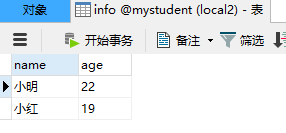 对象 info @mystudent (local2) - 表
开始事务 备注 筛选
name age
小明 22
小红 19